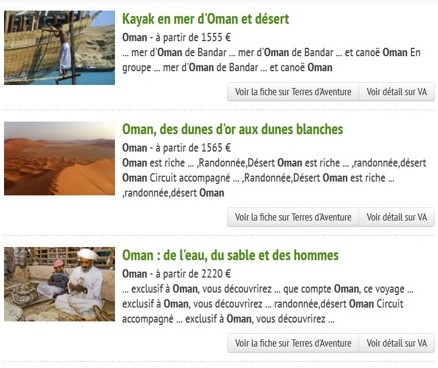 Kayak en mer d'Oman et désert
Oman - à partir de 1555 €
... mer d'Oman de Bandar ... mer d'Oman de Bandar ... et canoë Oman En
groupe ... mer d'Oman de Bandar ... et canoë Oman
Voir la fiche sur Terres d'Aventure
Voir détail sur VA
Oman, des dunes d'or aux dunes blanches
Oman - à partir de 1565 €
Oman est riche ... ,Randonnée,Désert Oman est riche ... ,randonnée,désert
Oman Circuit accompagné ... ,Randonnée,Désert Oman est riche ...
,randonnée,désert Oman
Voir la fiche sur Terres d'Aventure
Voir détail sur VA
Oman : de l'eau, du sable et des hommes
Oman - à partir de 2220 €
... exclusif à Oman, vous découvrirez ... que compte Oman, ce voyage ...
exclusif à Oman, vous découvrirez ... randonnée,désert Oman Circuit
accompagné ... exclusif à Oman, vous découvrirez ...
Voir la fiche sur Terres d'Aventure
Voir détail sur VA